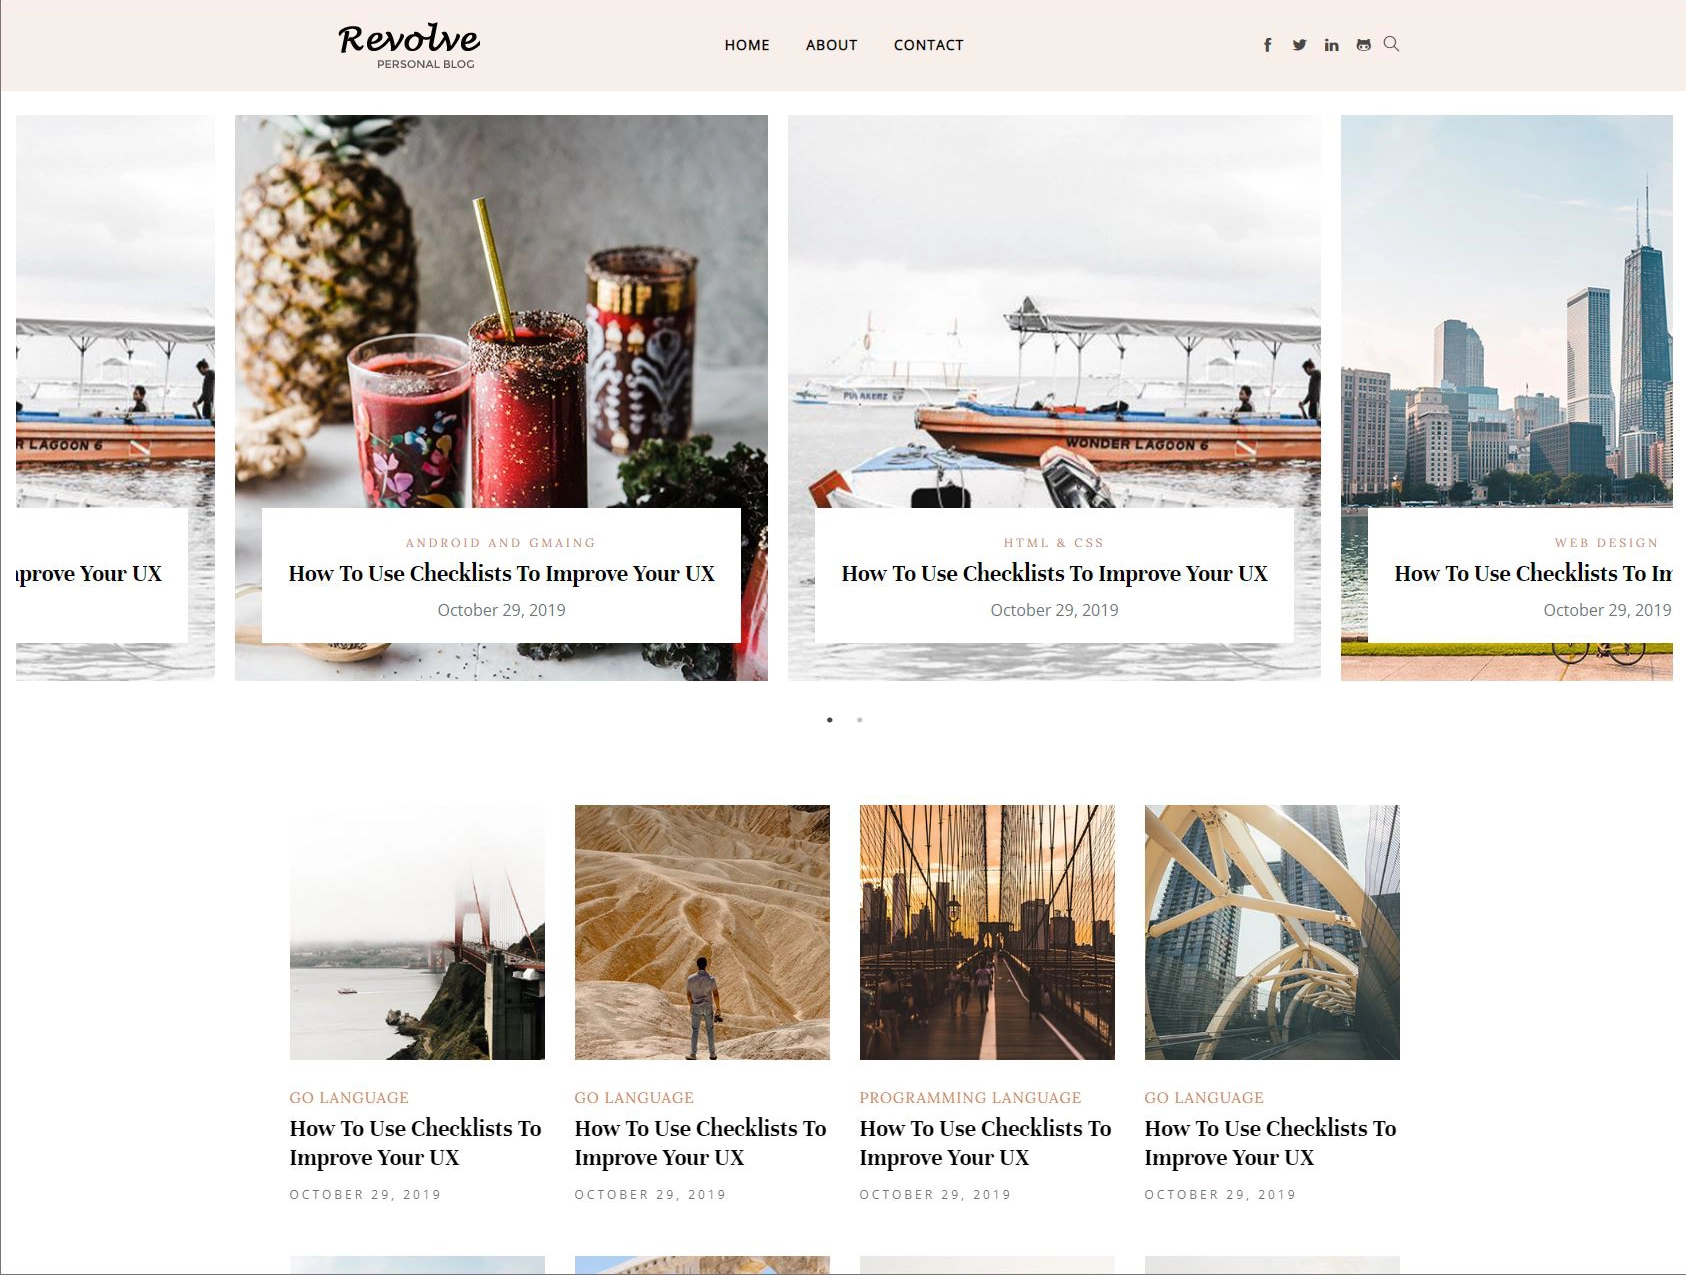 Revolve
PERSONAL BLOG
HOME ABOUT CONTACT
R LAGOON 6
prove Your UX
ANDROID AND GMAING
How To Use Checklists To Improve Your UX
October 29, 2019
WONDER LAGOON 6
HTML & CSS
How To Use Checklists To Improve Your UX
October 29, 2019
WEB DESIGN
How To Use Checklists To Im
October 29, 2019
GO LANGUAGE
How To Use Checklists To
Improve Your UX
OCTOBER 29, 2019
GO LANGUAGE
How To Use Checklists To
Improve Your UX
OCTOBER 29, 2019
PROGRAMMING LANGUAGE
How To Use Checklists To
Improve Your UX
OCTOBER 29, 2019
GO LANGUAGE
How To Use Checklists To
Improve Your UX
OCTOBER 29, 2019